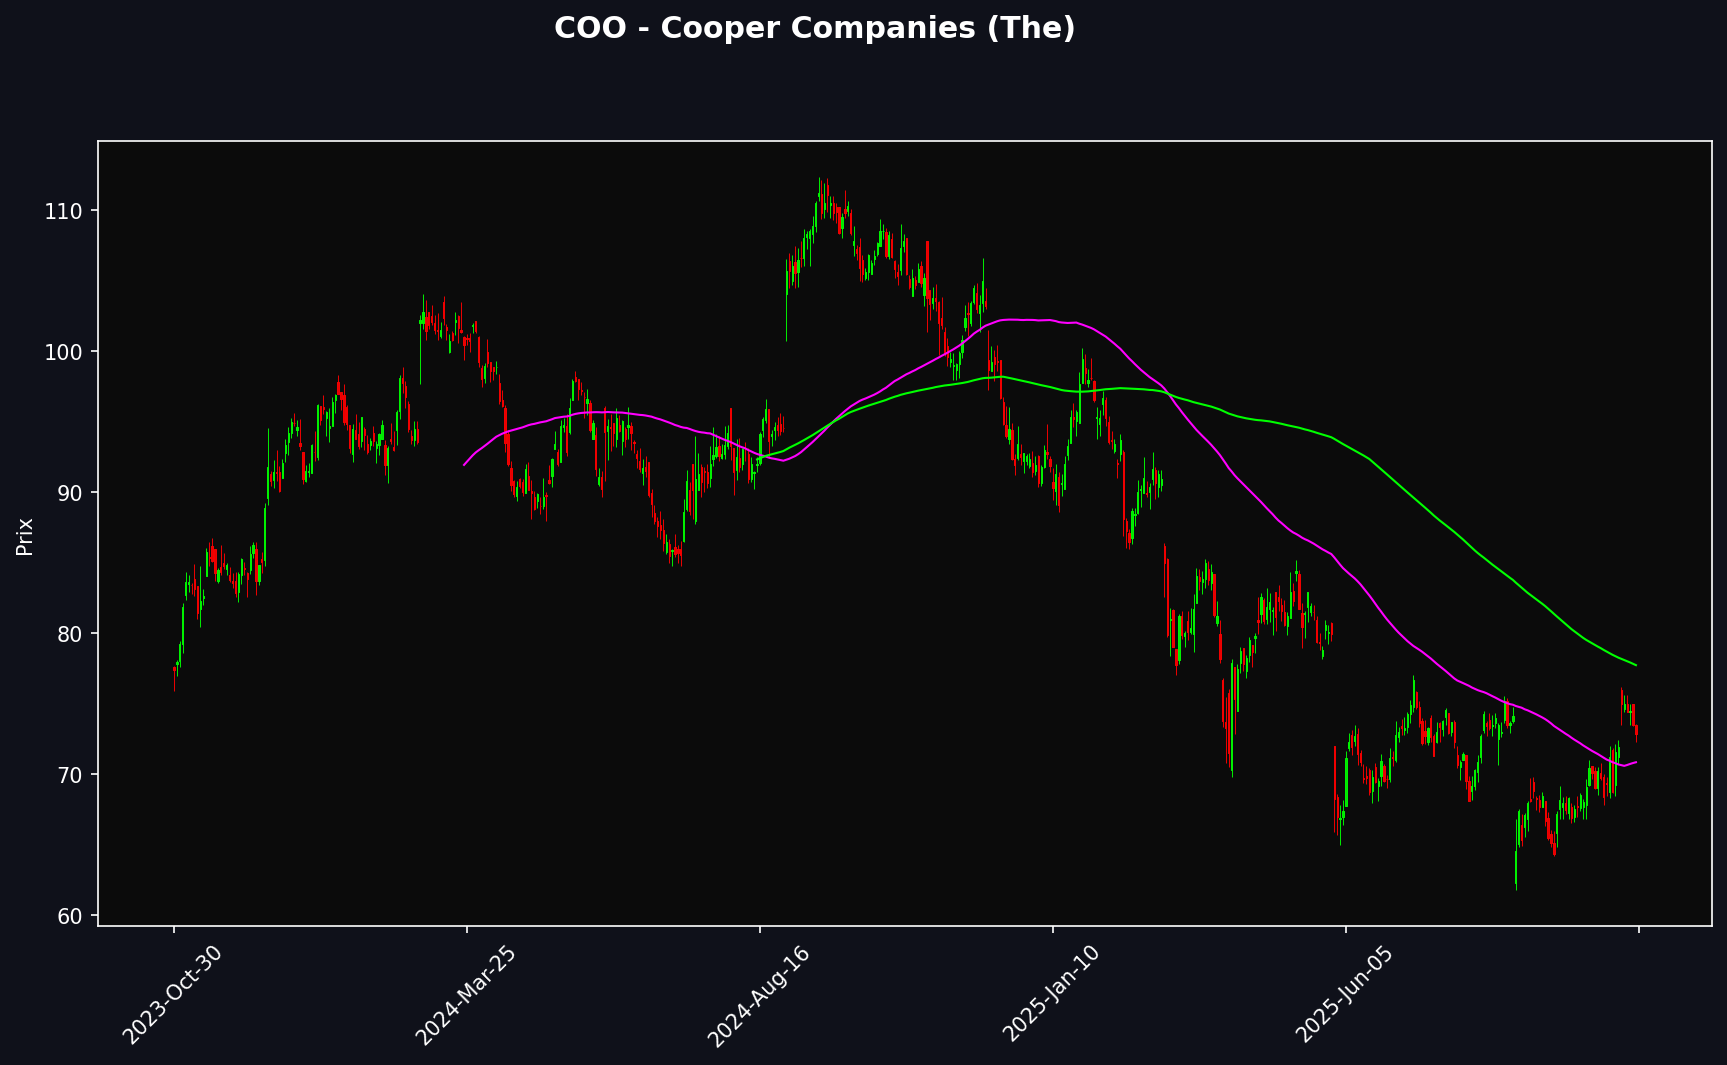 COO - Cooper Companies (The)
Prix
110
100
90
80
70
60
2023-Oct-30
2024-Mar-25
2024-Aug-16
2025-Jan-10
2025-Jun-05